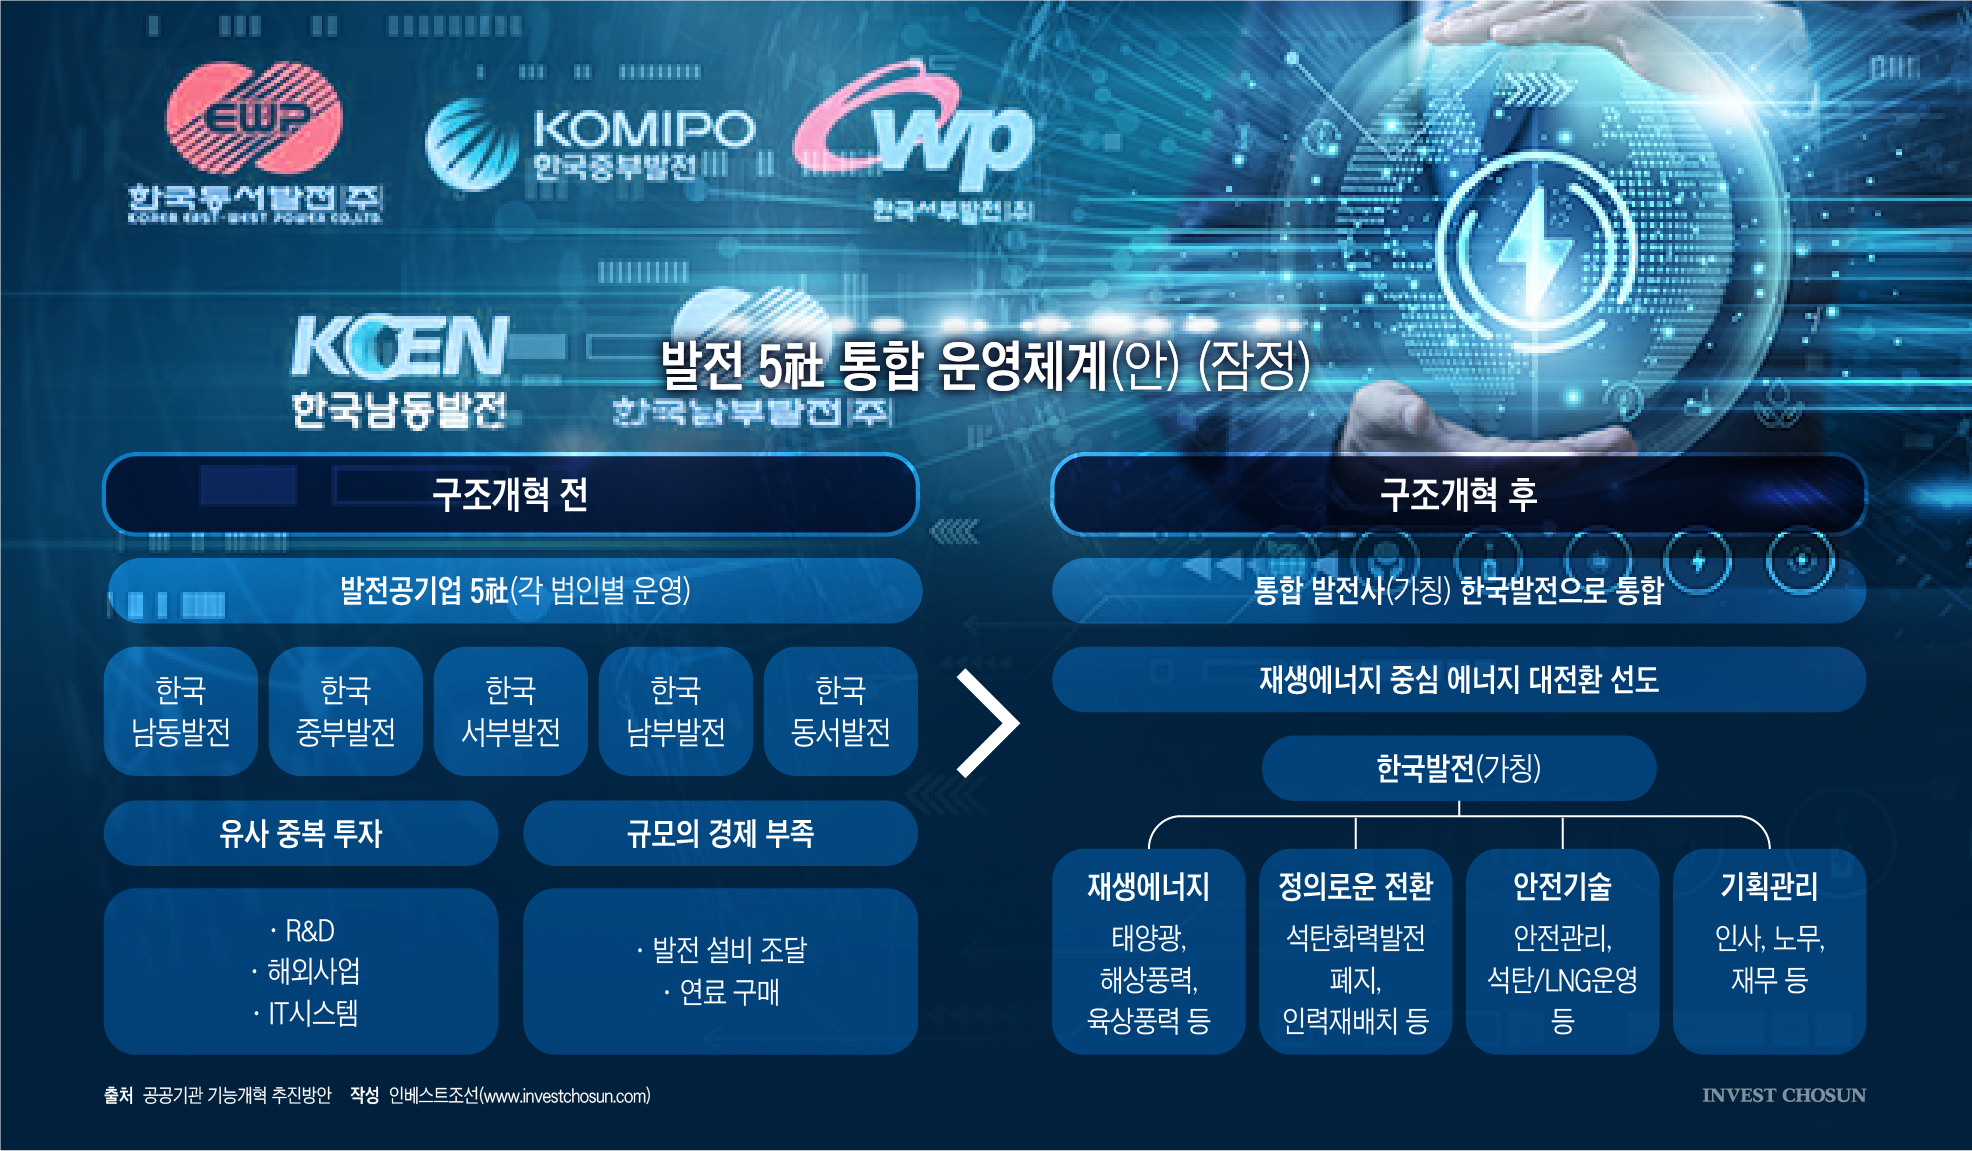 EWP
한국동서발전(주)
KOREA EAST-WEST POWER CO.,LTD.
KOMIPO
한국중부발전
wp
한국서부발전(주)
KOEN
한국남동발전
한국남부발전(주)
발전 5社 통합 운영체계(안) (잠정)
구조개혁 전
발전공기업 5社(각 법인별 운영)
한국
남동발전
한국
중부발전
한국
서부발전
한국
남부발전
한국
동서발전
유사 중복 투자
규모의 경제 부족
· R&D
· 해외사업
· IT시스템
· 발전 설비 조달
· 연료 구매
구조개혁 후
통합 발전사(가칭) 한국발전으로 통합
재생에너지 중심 에너지 대전환 선도
한국발전(가칭)
재생에너지
태양광,
해상풍력,
육상풍력 등
정의로운 전환
석탄화력발전
폐지,
인력재배치 등
안전기술
안전관리,
석탄/LNG운영
등
기획관리
인사, 노무,
재무 등
출처 공공기관 기능개혁 추진방안 작성 인베스트조선(www.investchosun.com)
INVEST CHOSUN